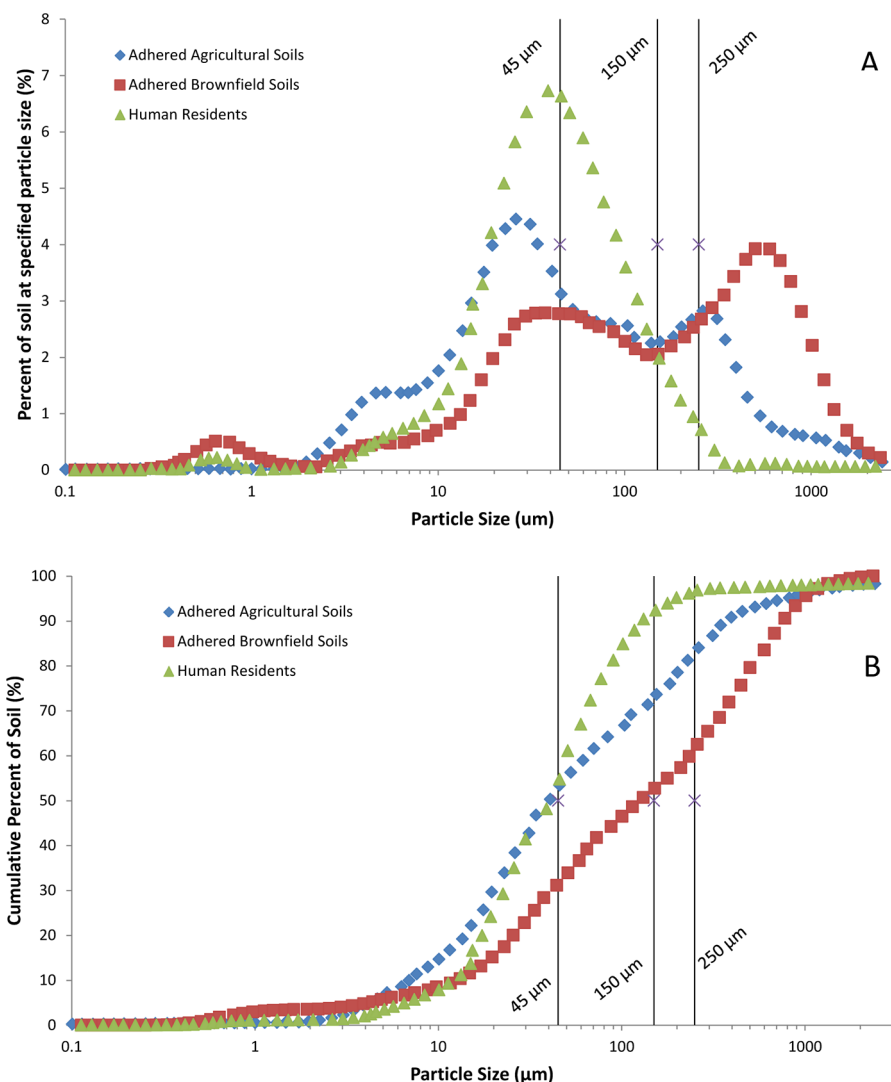 8
7
6
5
4
3
2
1
0
Percent of soil at specified particle size (%)
Adhered Agricultural Soils
Adhered Brownfield Soils
Human Residents
45 µm
150 µm
250 µm
A
0.1
1
10
100
1000
Particle Size (um)
100
90
80
70
60
50
40
30
20
10
0
Cumulative Percent of Soil (%)
Adhered Agricultural Soils
Adhered Brownfield Soils
Human Residents
B
45 µm
150 µm
250 µm
0.1
1
10
100
1000
Particle Size (µm)